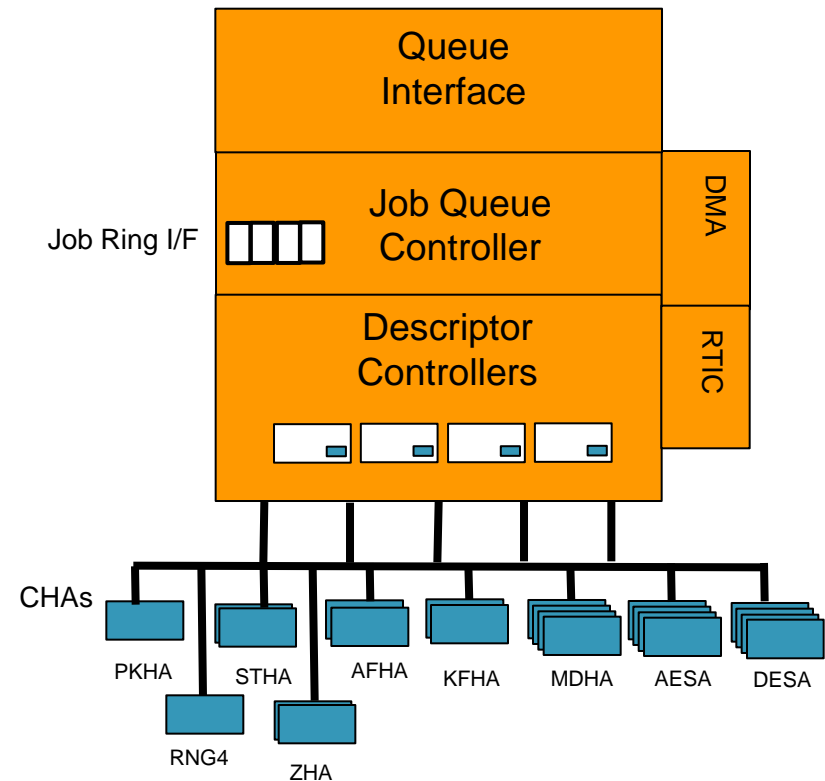 Queue
Interface
Job Ring I/F
Job Queue
Controller
DMA
Descriptor
Controllers
RTIC
CHAs
PKHA
STHA
AFHA
KFHA
MDHA
AESA
DESA
RNG4
ZHA